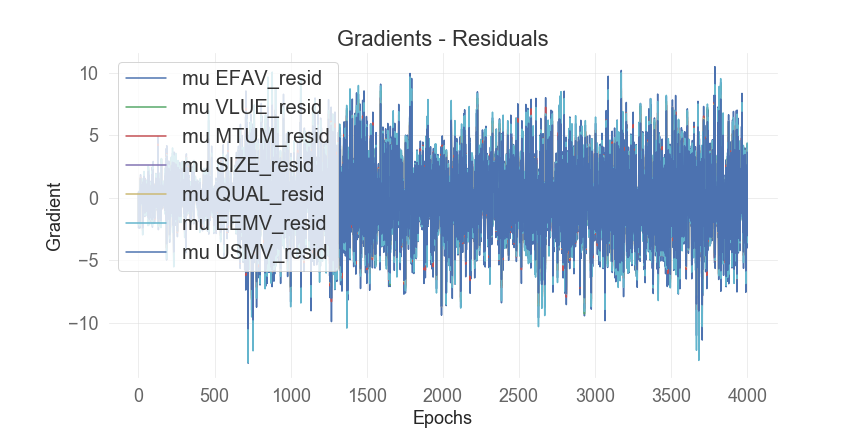 Gradients - Residuals
mu EFAV_resid
mu VLUE_resid
mu MTUM_resid
mu SIZE_resid
mu QUAL_resid
mu EEMV_resid
mu USMV_resid
Gradient
10
5
0
−5
−10
0 500 1000 1500 2000 2500 3000 3500 4000
Epochs